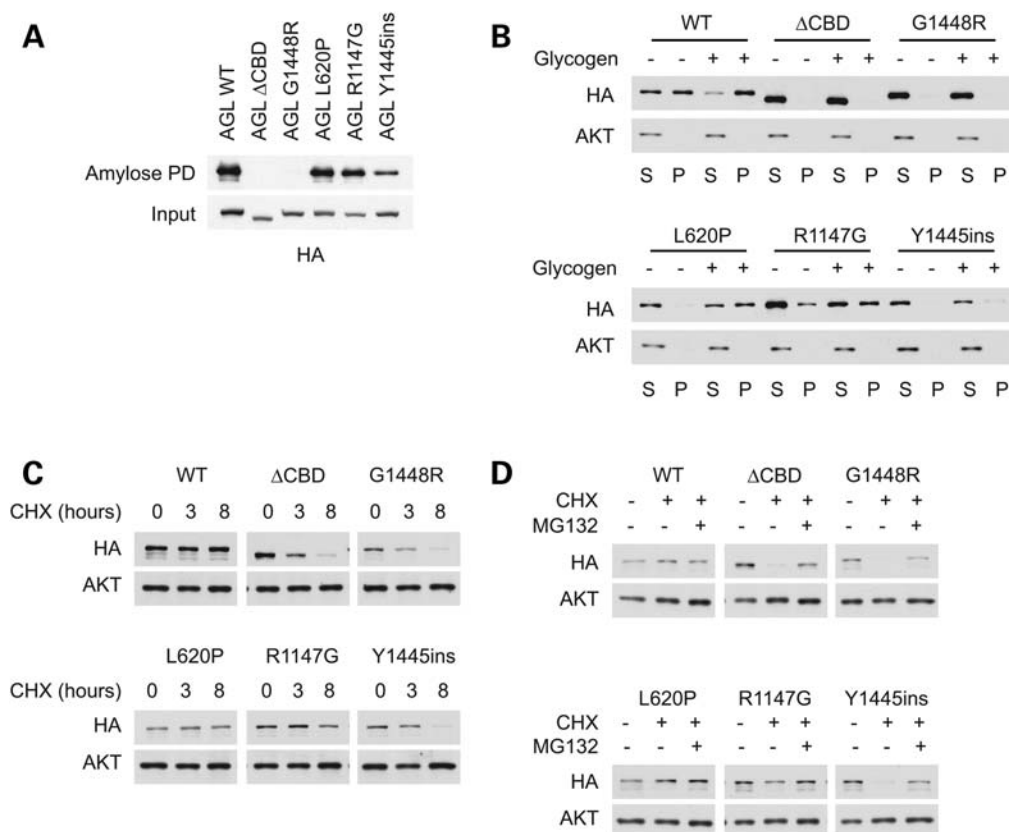 A
AGL WT
AGL ΔCBD
AGL G1448R
AGL L620P
AGL R1147G
AGL Y1445ins
Amylose PD
Input
HA
B
WT ΔCBD G1448R
Glycogen - - + + - - + + - - + +
HA
AKT
S P S P S P S P S P S P
L620P R1147G Y1445ins
Glycogen - - + + - - + + - - + +
HA
AKT
S P S P S P S P S P S P
C
WT ΔCBD G1448R
CHX (hours) 0 3 8 0 3 8 0 3 8
HA
AKT
L620P R1147G Y1445ins
CHX (hours) 0 3 8 0 3 8 0 3 8
HA
AKT
D
WT ΔCBD G1448R
CHX - + + - + + - + +
MG132 - - + - - + - - +
HA
AKT
L620P R1147G Y1445ins
CHX - + + - + + - + +
MG132 - - + - - + - - +
HA
AKT